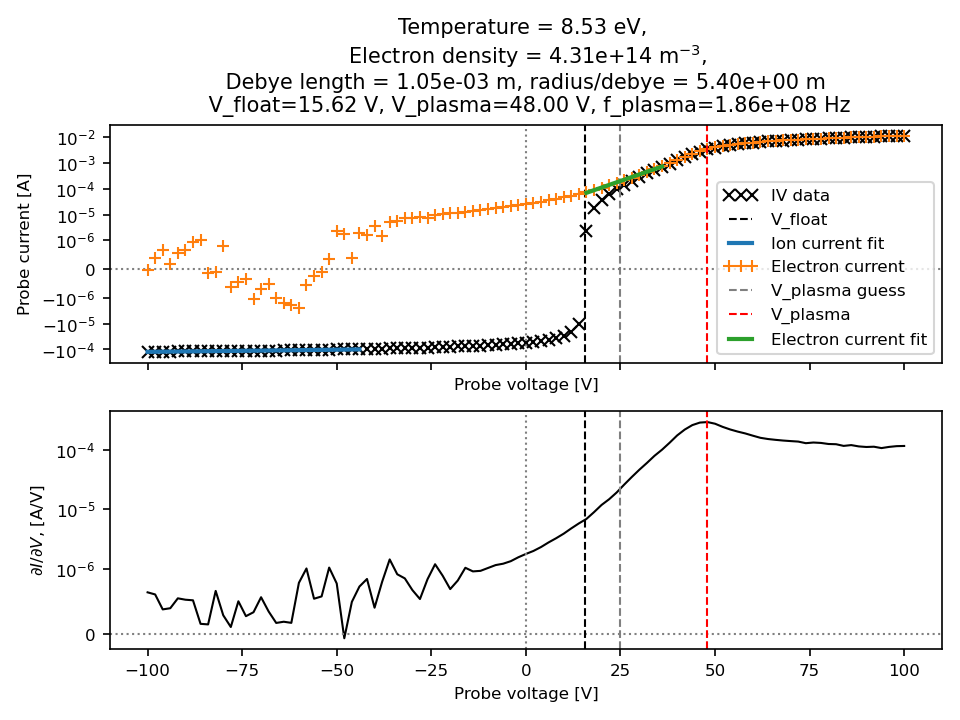 Temperature = 8.53 eV,
Electron density = 4.31e+14 m⁻³,
Debye length = 1.05e-03 m, radius/debye = 5.40e+00 m
V_float=15.62 V, V_plasma=48.00 V, f_plasma=1.86e+08 Hz
Probe current [A]
10⁻²
10⁻³
10⁻⁴
10⁻⁵
10⁻⁶
0
−10⁻⁶
−10⁻⁵
−10⁻⁴
IV data
V_float
Ion current fit
Electron current
V_plasma guess
V_plasma
Electron current fit
Probe voltage [V]
∂I/∂V, [A/V]
10⁻⁴
10⁻⁵
10⁻⁶
0
−100 −75 −50 −25 0 25 50 75 100
Probe voltage [V]